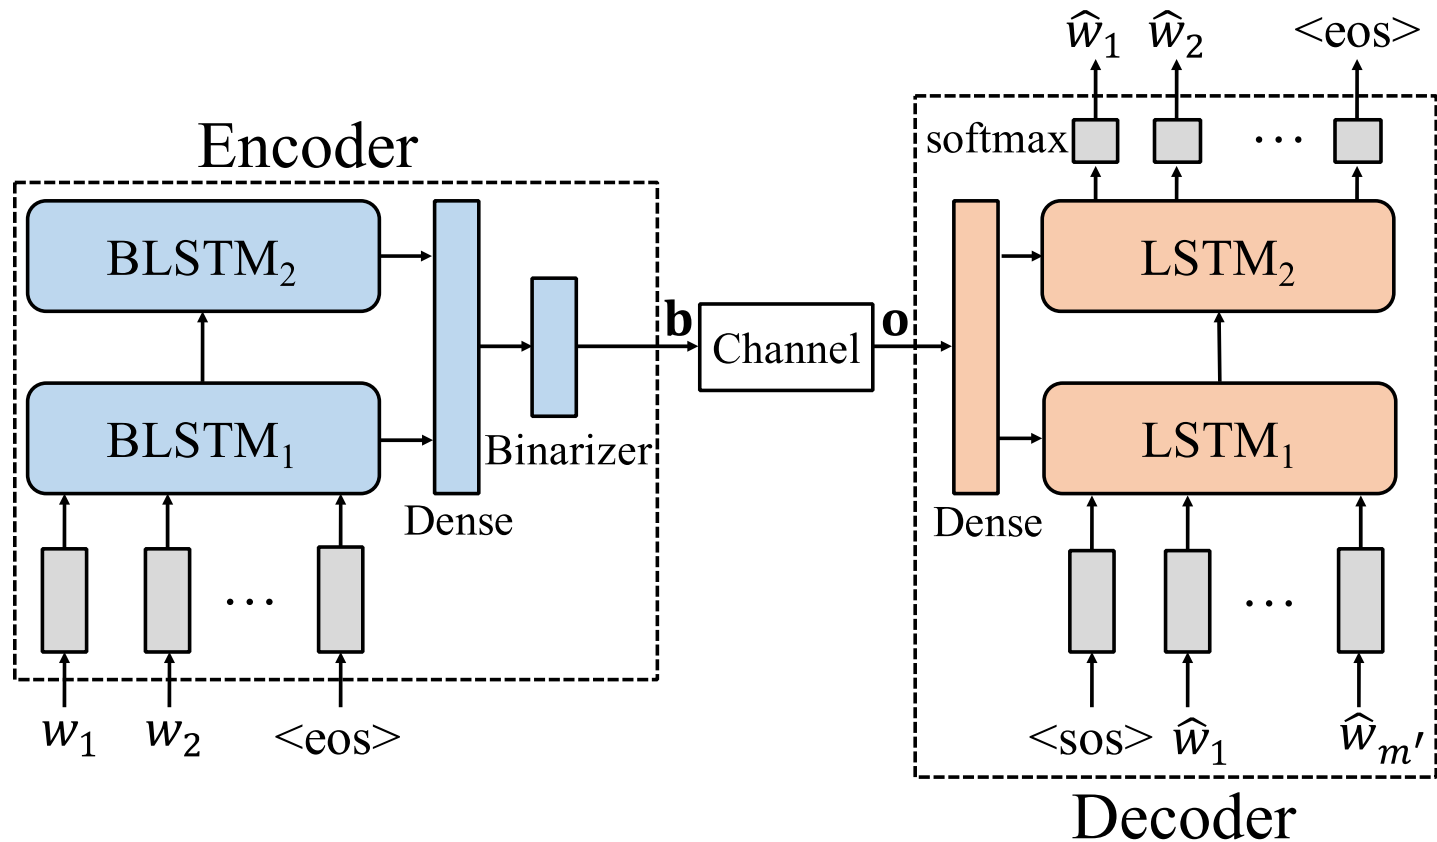 Encoder
BLSTM₂
BLSTM₁
Dense
Binarizer
w₁ w₂ ... <eos>
b
Channel
o
ŵ₁ ŵ₂ <eos>
softmax ...
LSTM₂
LSTM₁
Dense
...
<sos> ŵ₁ ŵₘ′
Decoder